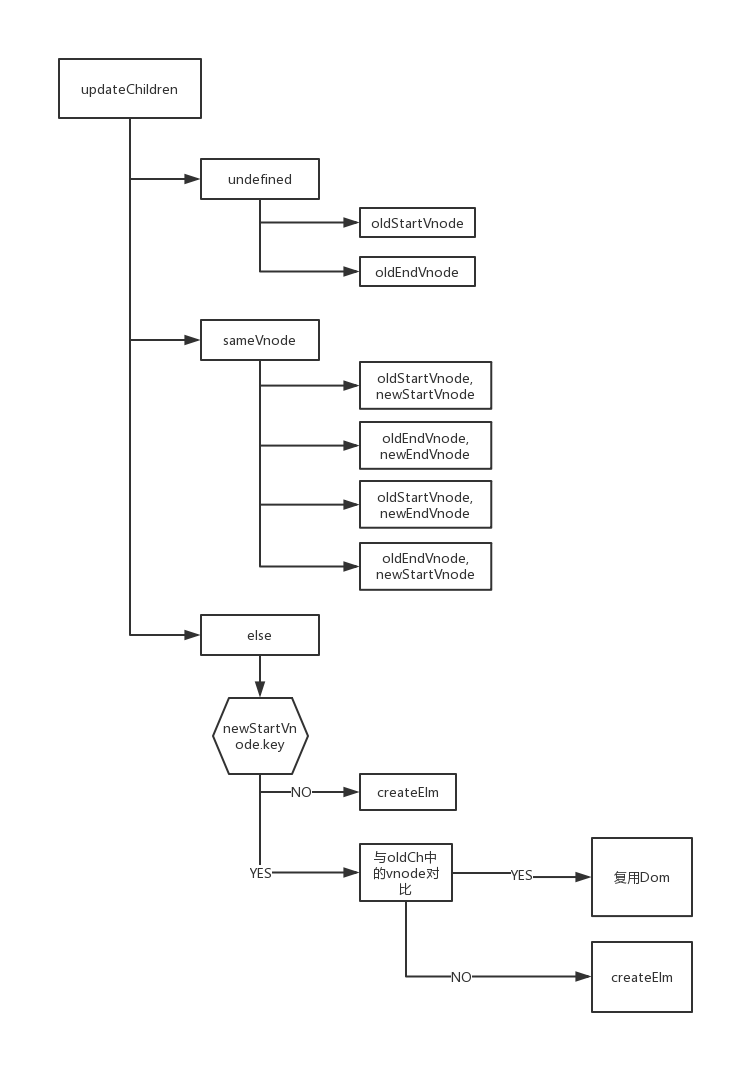 updateChildren
undefined
oldStartVnode
oldEndVnode
sameVnode
oldStartVnode,
newStartVnode
oldEndVnode,
newEndVnode
oldStartVnode,
newEndVnode
oldEndVnode,
newStartVnode
else
newStartVn
ode.key
NO
createElm
YES
与oldCh中
的vnode对
比
YES
复用Dom
NO
createElm